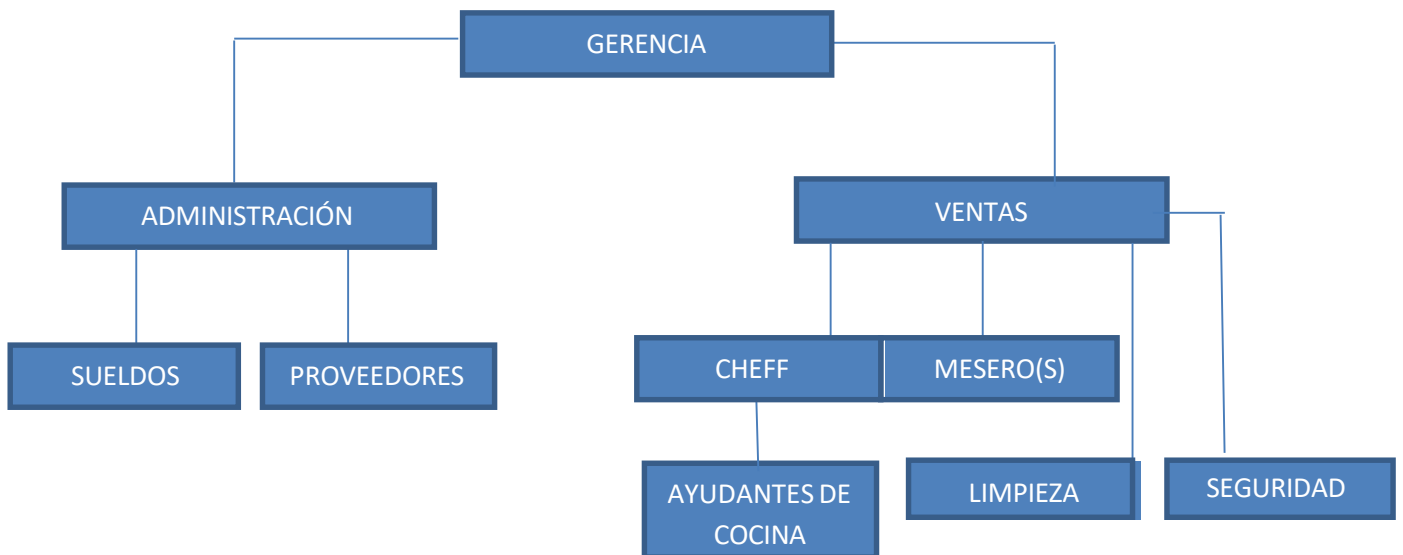 GERENCIA
ADMINISTRACIÓN
VENTAS
SUELDOS
PROVEEDORES
CHEFF
MESERO(S)
AYUDANTES DE
COCINA
LIMPIEZA
SEGURIDAD